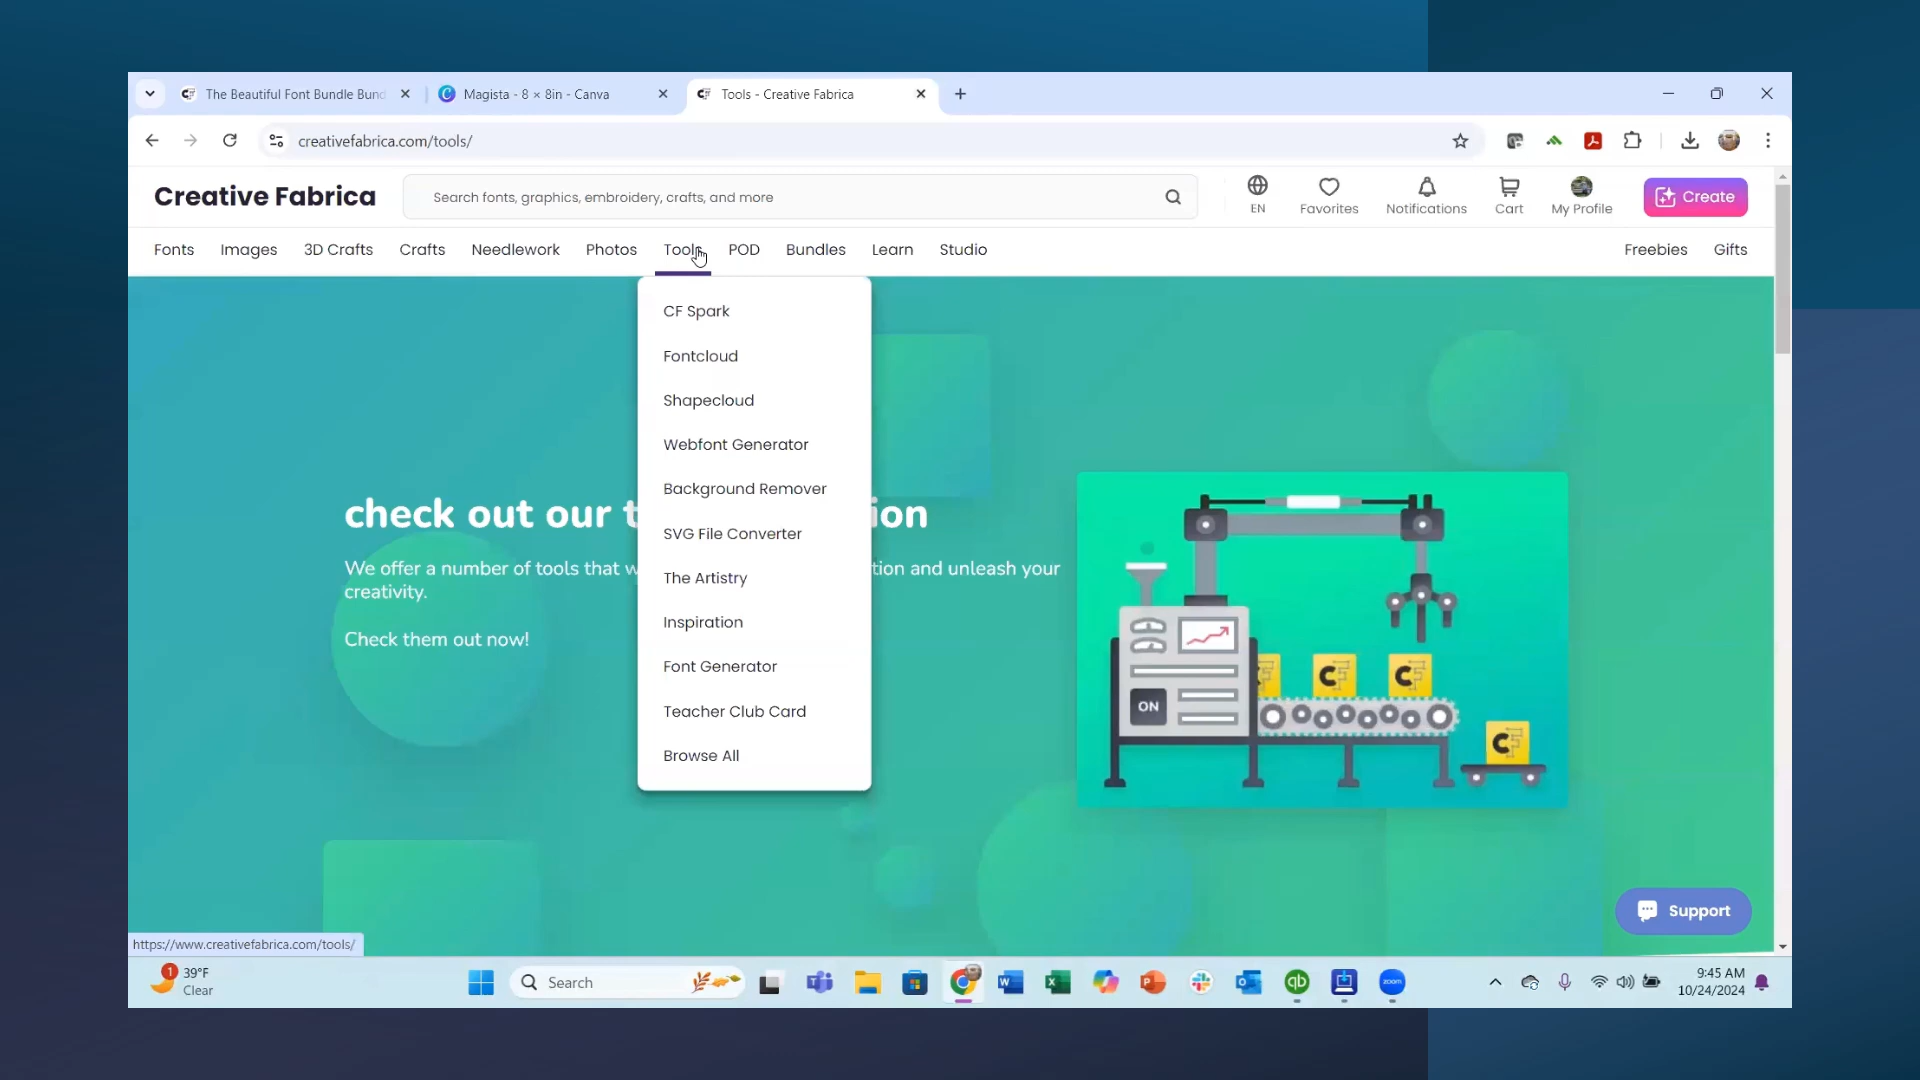 The Beautiful Font Bundle Bund
Magista - 8 × 8in - Canva
Tools - Creative Fabrica
creativefabrica.com/tools/
Creative Fabrica
Search fonts, graphics, embroidery, crafts, and more
EN
Favorites
Notifications
Cart
My Profile
Create
Fonts Images 3D Crafts Crafts Needlework Photos Tools POD Bundles Learn Studio Freebies Gifts
CF Spark
Fontcloud
Shapecloud
Webfont Generator
Background Remover
SVG File Converter
The Artistry
Inspiration
Font Generator
Teacher Club Card
Browse All
check out our t ion
We offer a number of tools that w tion and unleash your
creativity.
Check them out now!
ON
Support
https://www.creativefabrica.com/tools/
1
39°F
Clear
Search
zoom
9:45 AM
10/24/2024